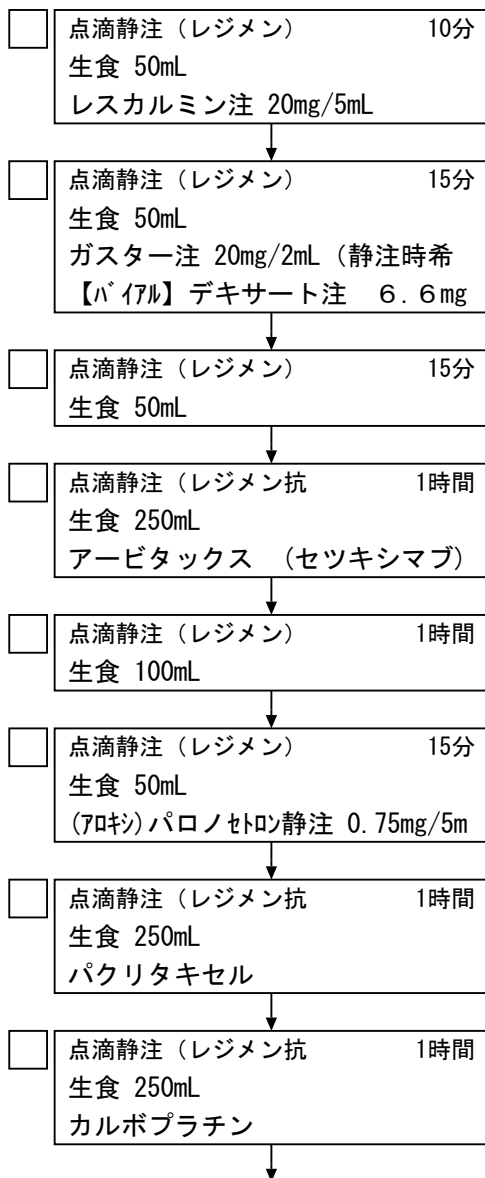 点滴静注（レジメン） 10分
生食 50mL
レスカルミン注 20mg/5mL
点滴静注（レジメン） 15分
生食 50mL
ガスター注 20mg/2mL（静注時希
【ﾊﾞｲｱﾙ】デキサート注　６.６mg
点滴静注（レジメン） 15分
生食 50mL
点滴静注（レジメン抗 1時間
生食 250mL
アービタックス　（セツキシマブ）
点滴静注（レジメン） 1時間
生食 100mL
点滴静注（レジメン） 15分
生食 50mL
(ｱﾛｷｼ)パロノｾﾄﾛﾝ静注 0.75mg/5m
点滴静注（レジメン抗 1時間
生食 250mL
パクリタキセル
点滴静注（レジメン抗 1時間
生食 250mL
カルボプラチン